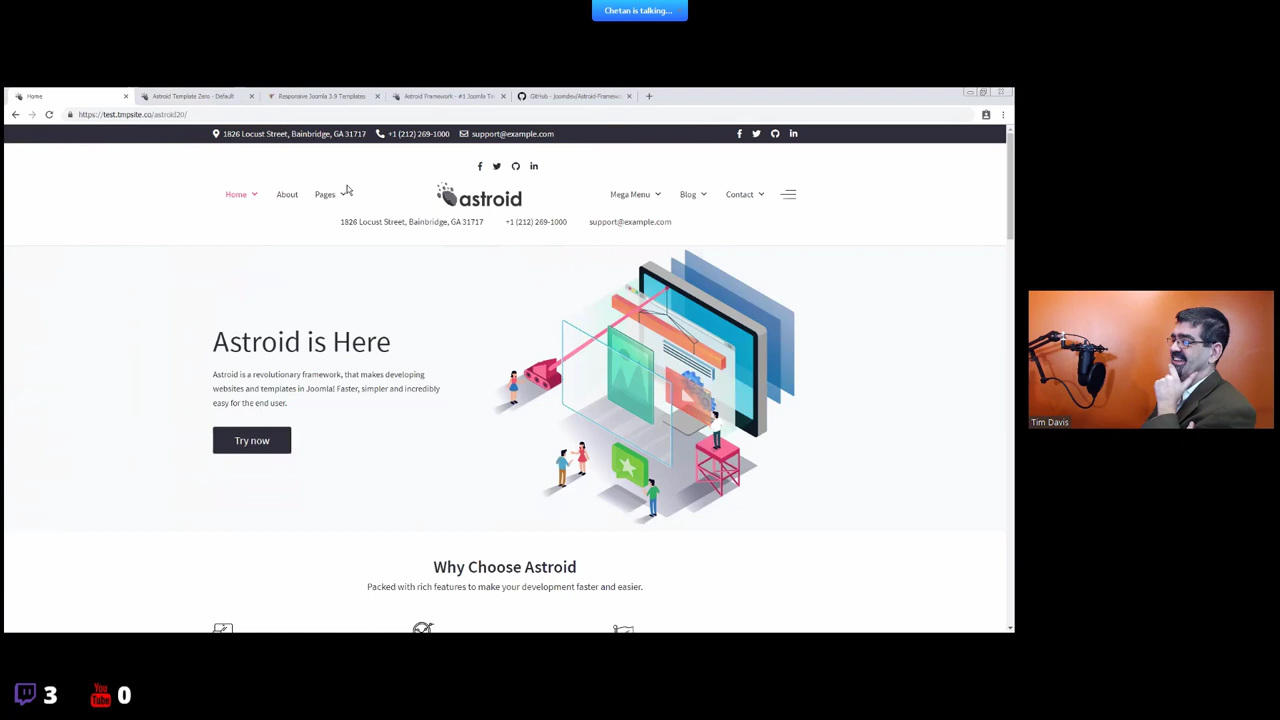 Chetan is talking...
Home
Astroid Template Zero - Default
Responsive Joomla 3.9 Templates
Astroid Framework - #1 Joomla Te
GitHub - joomdev/Astroid-Framewo
https://test.tmpsite.co/astroid20/
1826 Locust Street, Bainbridge, GA 31717 +1 (212) 269-1000 support@example.com
Home About Pages astroid Mega Menu Blog Contact
1826 Locust Street, Bainbridge, GA 31717 +1 (212) 269-1000 support@example.com
Astroid is Here
Astroid is a revolutionary framework, that makes developing
websites and templates in Joomla! Faster, simpler and incredibly
easy for the end user.
Try now
Why Choose Astroid
Packed with rich features to make your development faster and easier.
Tim Davis
3 You Tube 0